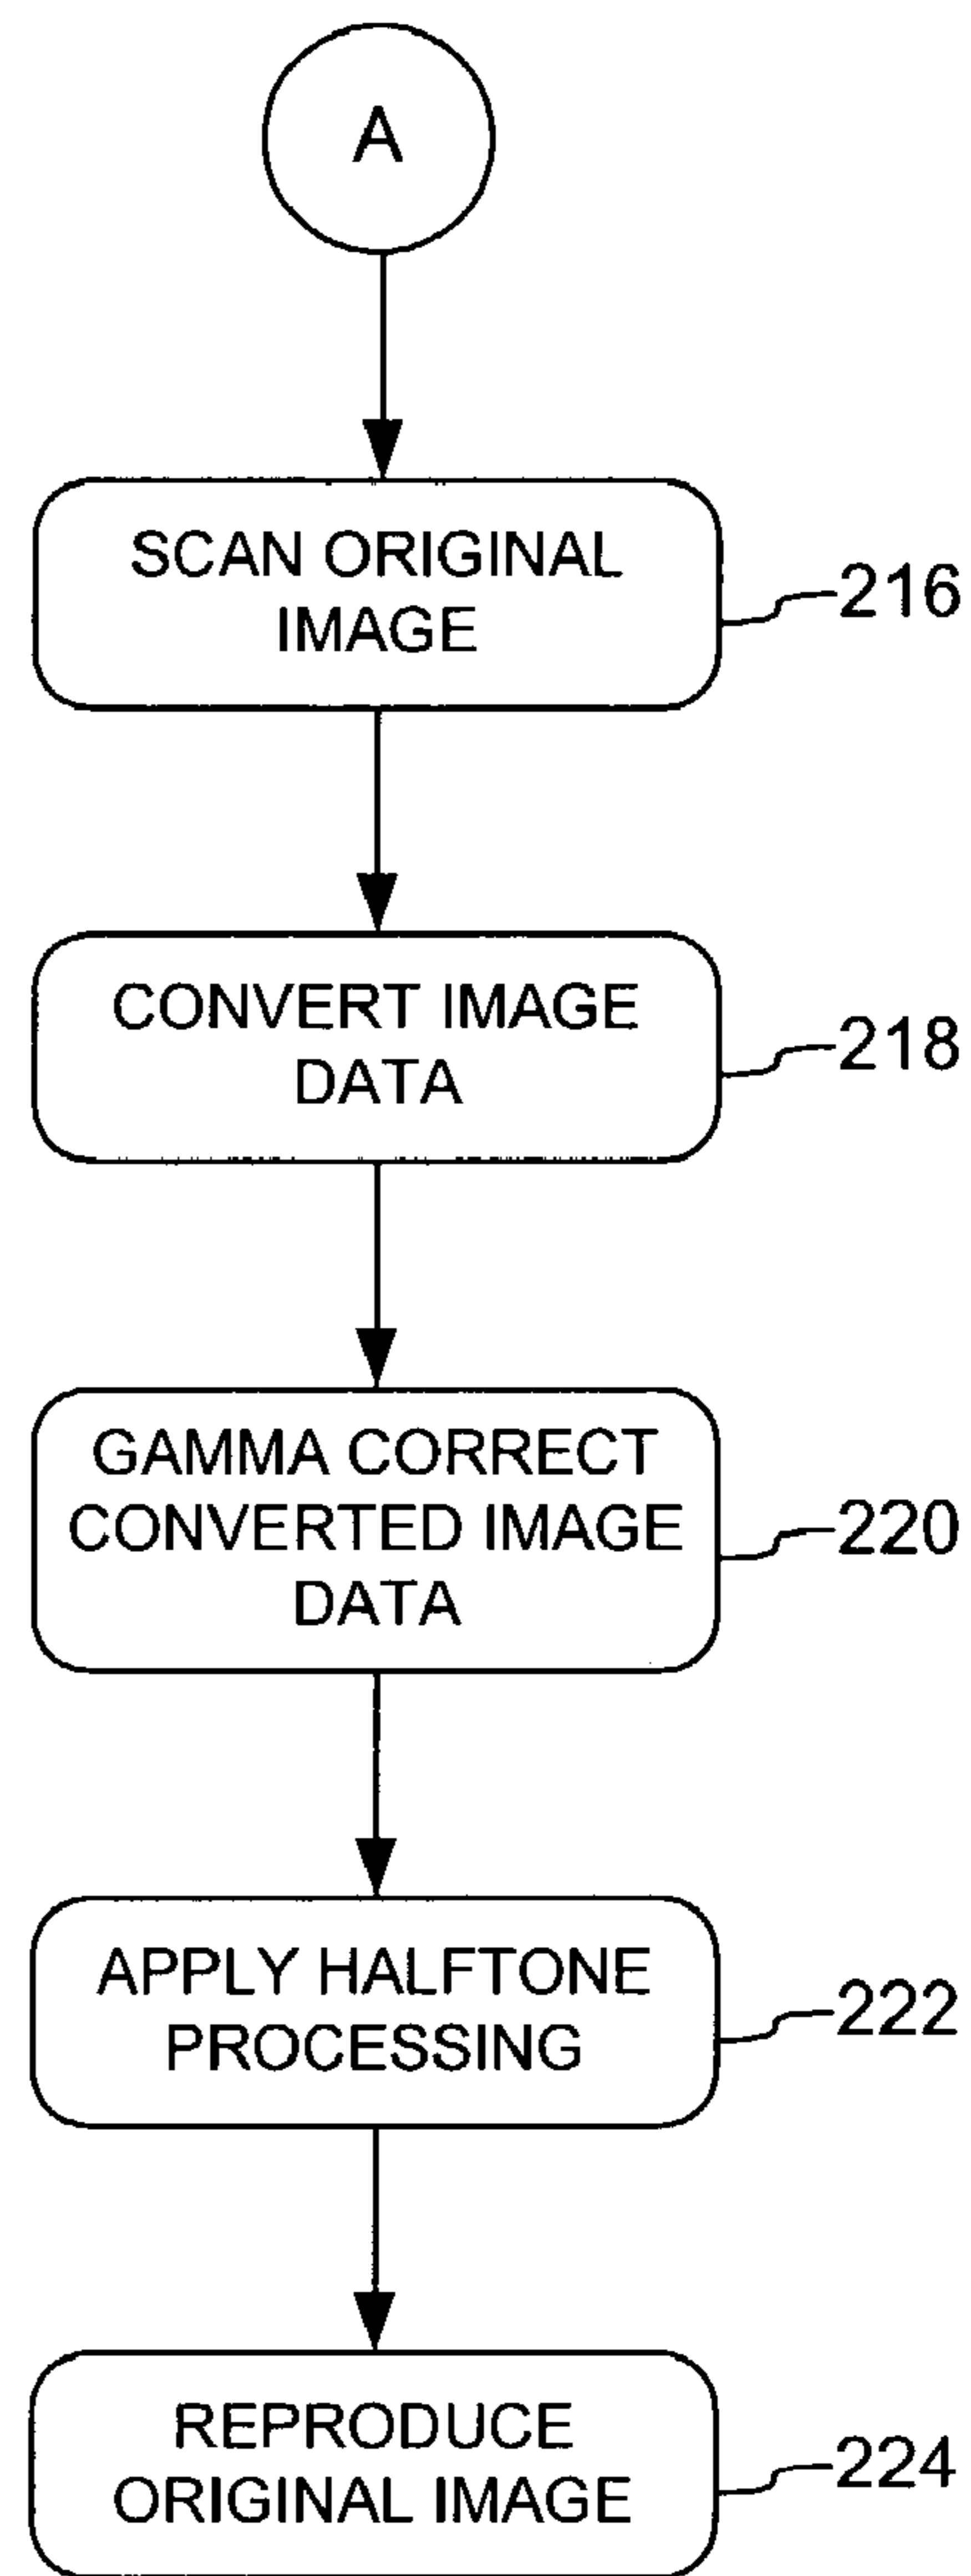 A
SCAN ORIGINAL
IMAGE
216
CONVERT IMAGE
DATA
218
GAMMA CORRECT
CONVERTED IMAGE
DATA
220
APPLY HALFTONE
PROCESSING
222
REPRODUCE
ORIGINAL IMAGE
224